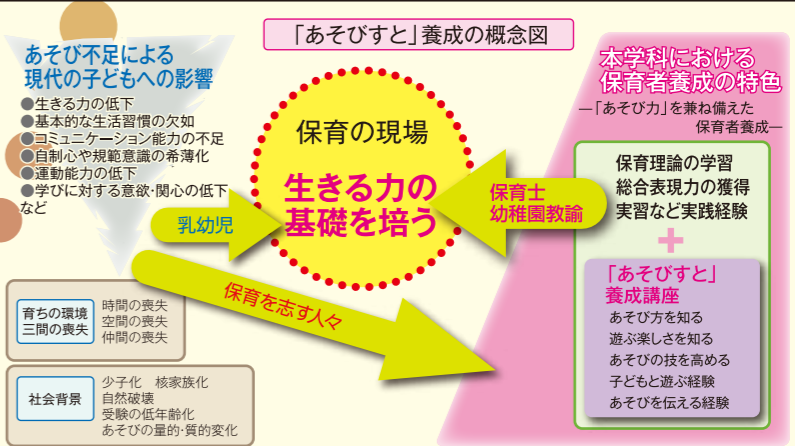 「あそびすと」養成の概念図
あそび不足による
現代の子どもへの影響
●生きる力の低下
●基本的な生活習慣の欠如
●コミュニケーション能力の不足
●自制心や規範意識の希薄化
●運動能力の低下
●学びに対する意欲・関心の低下
など
乳幼児
保育の現場
生きる力の
基礎を培う
保育士
幼稚園教諭
保育を志す人々
育ちの環境
三間の喪失
時間の喪失
空間の喪失
仲間の喪失
社会背景
少子化　核家族化
自然破壊
受験の低年齢化
あそびの量的・質的変化
本学科における
保育者養成の特色
―「あそび力」を兼ね備えた
保育者養成―
保育理論の学習
総合表現力の獲得
実習など実践経験
+
「あそびすと」
養成講座
あそび方を知る
遊ぶ楽しさを知る
あそびの技を高める
子どもと遊ぶ経験
あそびを伝える経験